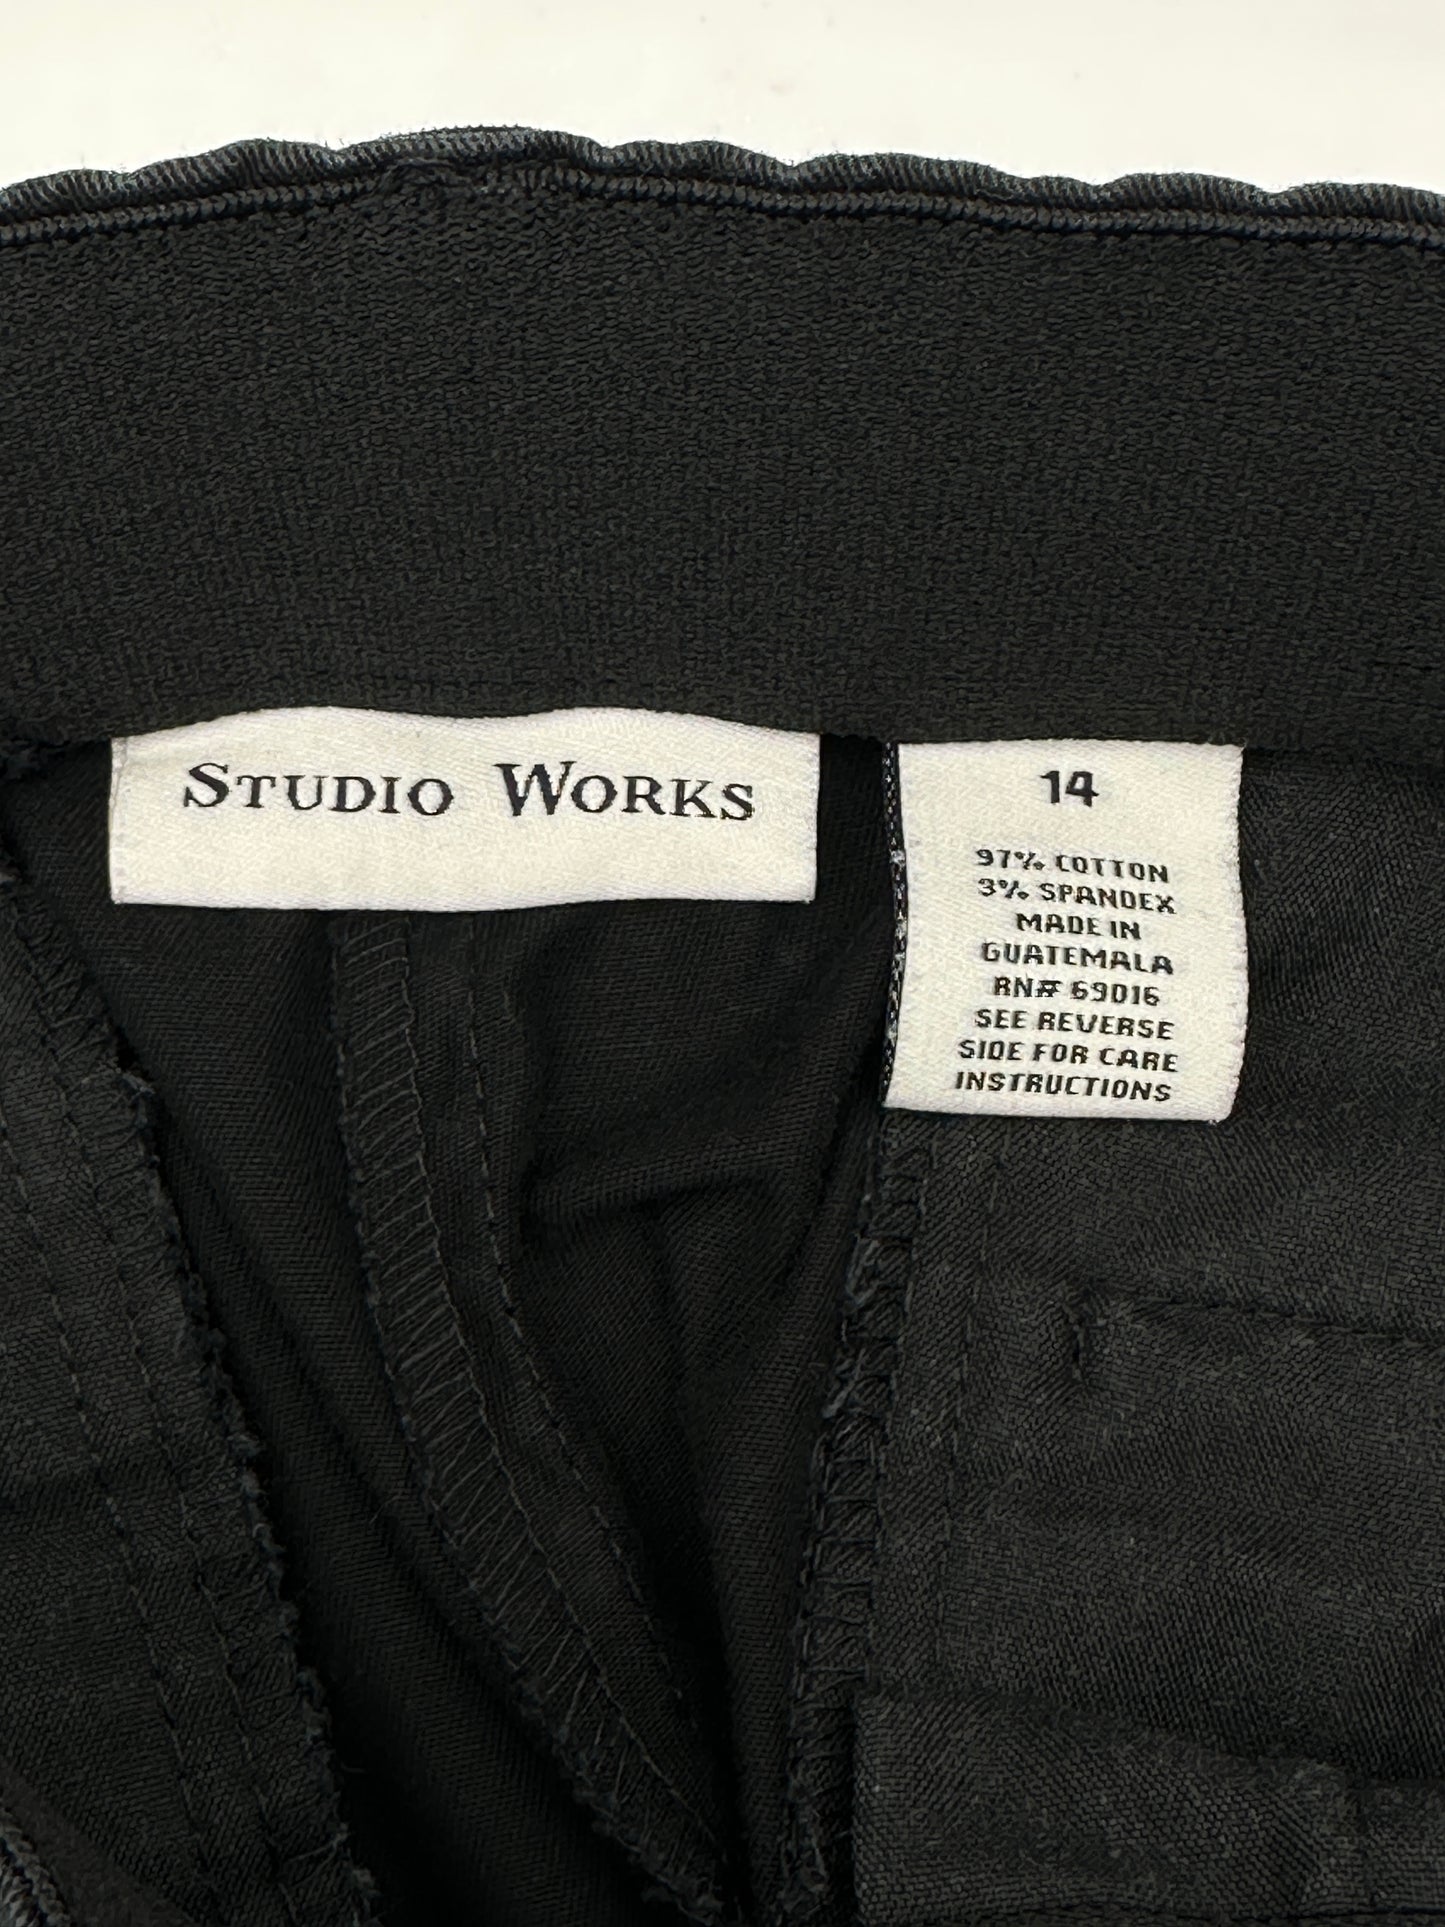 STUDIO WORKS
14
97% COTTON
3% SPANDEX
MADE IN
GUATEMALA
RN# 69016
SEE REVERSE
SIDE FOR CARE
INSTRUCTIONS